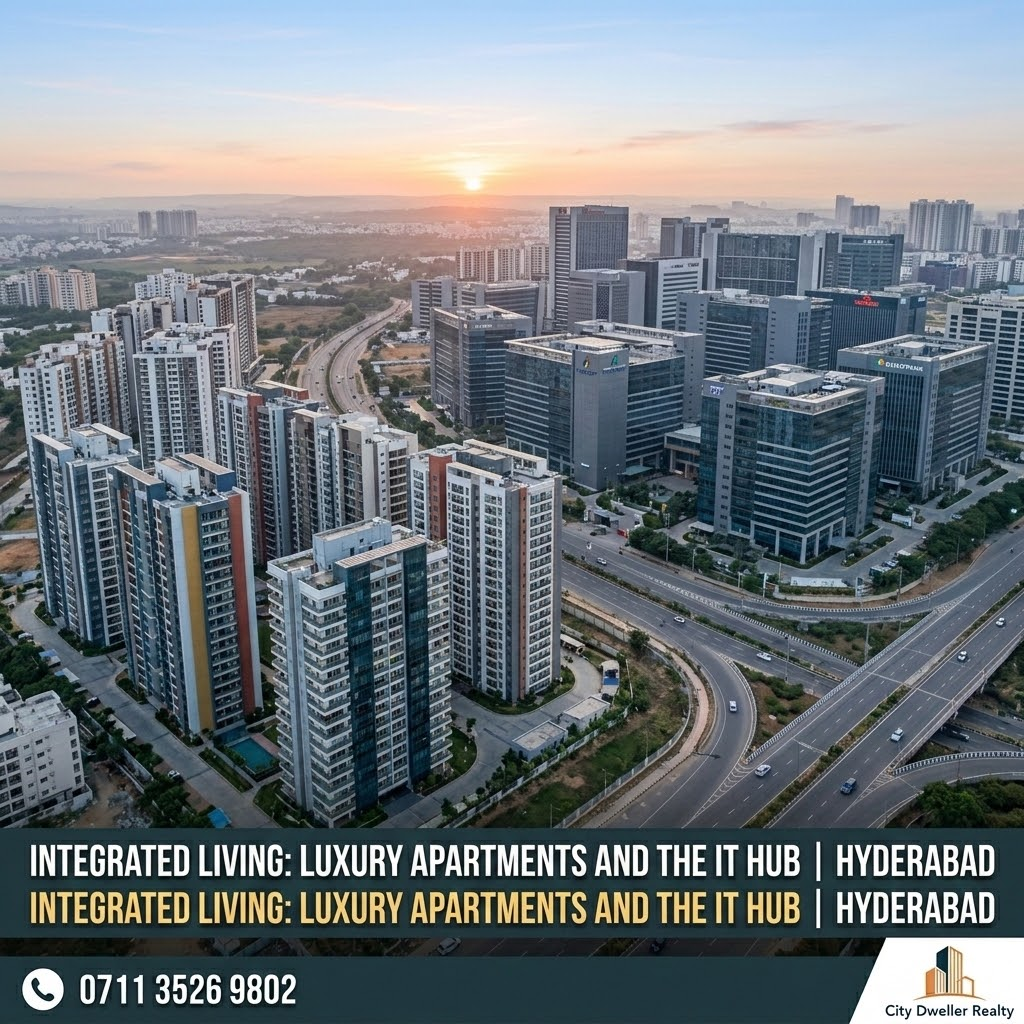 INTEGRATED LIVING: LUXURY APARTMENTS AND THE IT HUB | HYDERABAD
INTEGRATED LIVING: LUXURY APARTMENTS AND THE IT HUB | HYDERABAD
0711 3526 9802
City Dweller Realty